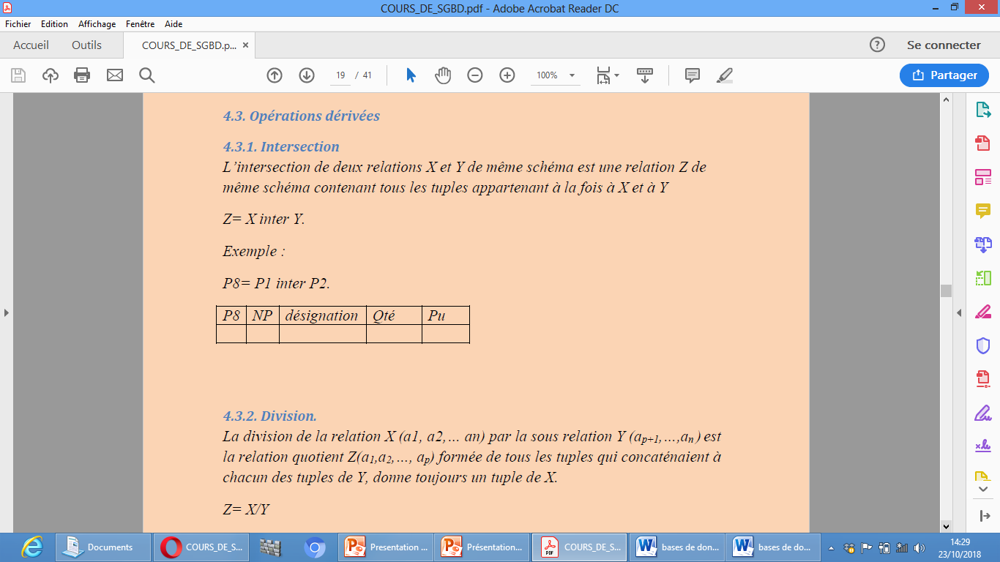 COURS_DE_SGBD.pdf - Adobe Acrobat Reader DC
Fichier Edition Affichage Fenêtre Aide
Accueil Outils COURS_DE_SGBD.p... × ? Se connecter
19 / 41 100% Partager
4.3. Opérations dérivées
4.3.1. Intersection
L’intersection de deux relations X et Y de même schéma est une relation Z de
même schéma contenant tous les tuples appartenant à la fois à X et à Y
Z= X inter Y.
Exemple :
P8= P1 inter P2.
P8 NP désignation Qté Pu
4.3.2. Division.
La division de la relation X (a1, a2,… an) par la sous relation Y (ap+1,…,an ) est
la relation quotient Z(a1,a2,…, ap) formée de tous les tuples qui concaténaient à
chacun des tuples de Y, donne toujours un tuple de X.
Z= X/Y
Documents COURS_DE_S... Presentation ... Présentation... COURS_DE_S... bases de don... bases de do... 14:29
23/10/2018